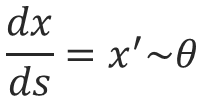 dx/ds = x′~θ